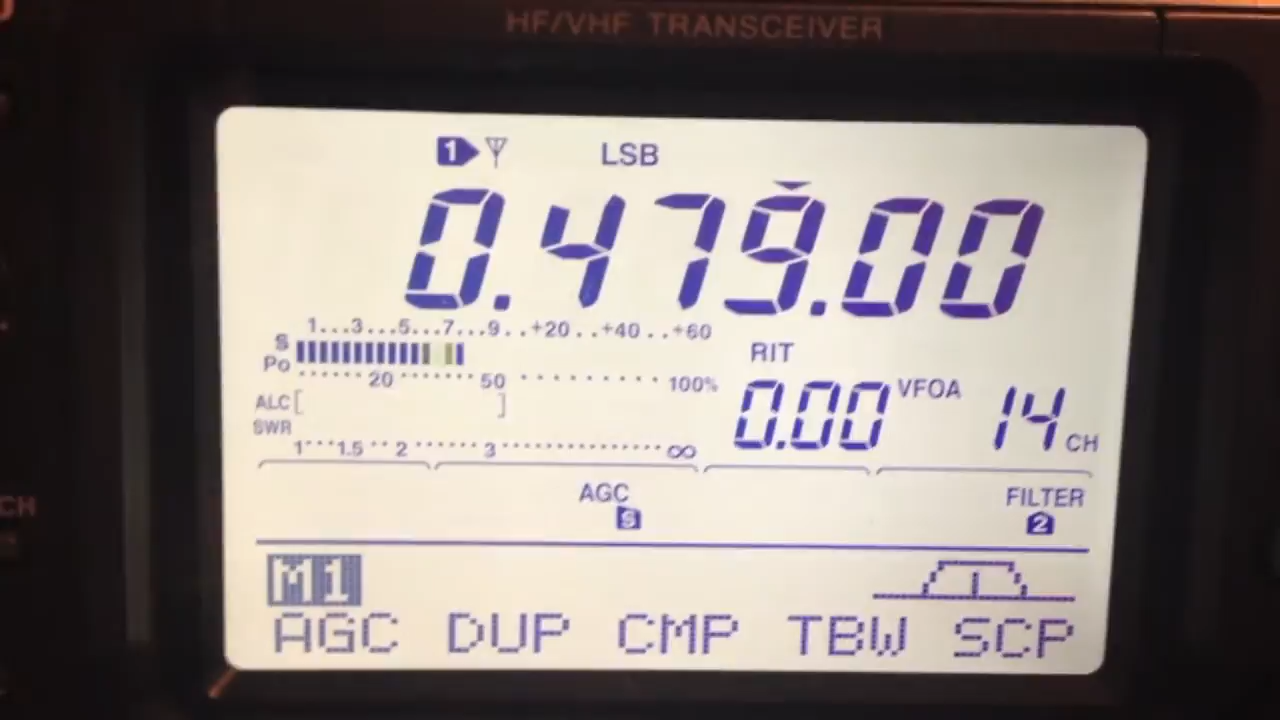 HF/VHF TRANSCEIVER
1 LSB
0.479.00
1...3...5...7...9..+20..+40..+60
S
Po
20 50 100%
RIT
0.00 VFOA 14 CH
ALC [ ]
SWR
1 1.5 2 3 ∞
CH
AGC
S
FILTER
2
M1
AGC DUP CMP TBW SCP